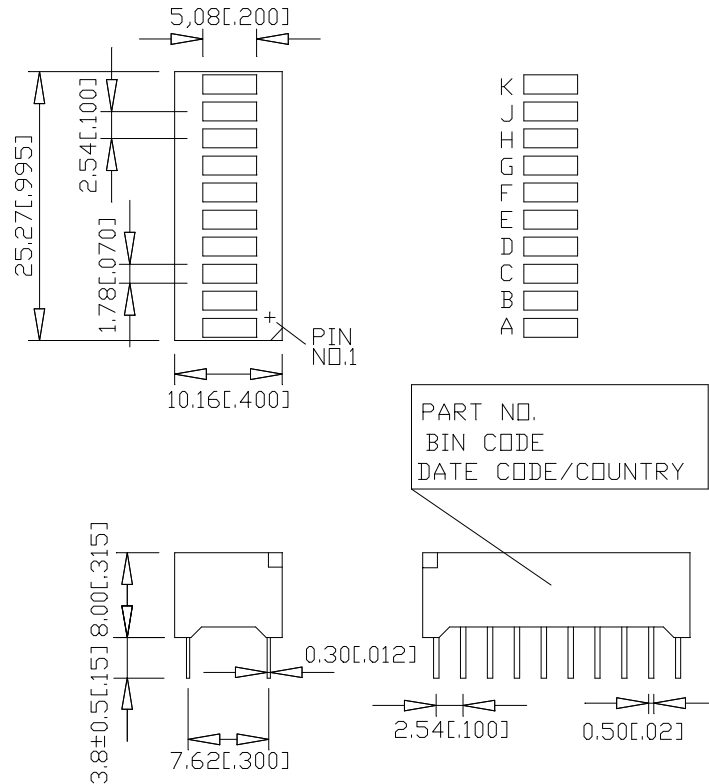 5,08[.200]
25.27[.995]
2.54[.100]
1.78[.070]
PIN
NO.1
10.16[.400]
K
J
H
G
F
E
D
C
B
A
PART NO.
BIN CODE
DATE CODE/COUNTRY
8.00[.315]
3.8±0.5[.15]
0.30[.012]
7.62[.300]
2.54[.100]
0.50[.02]